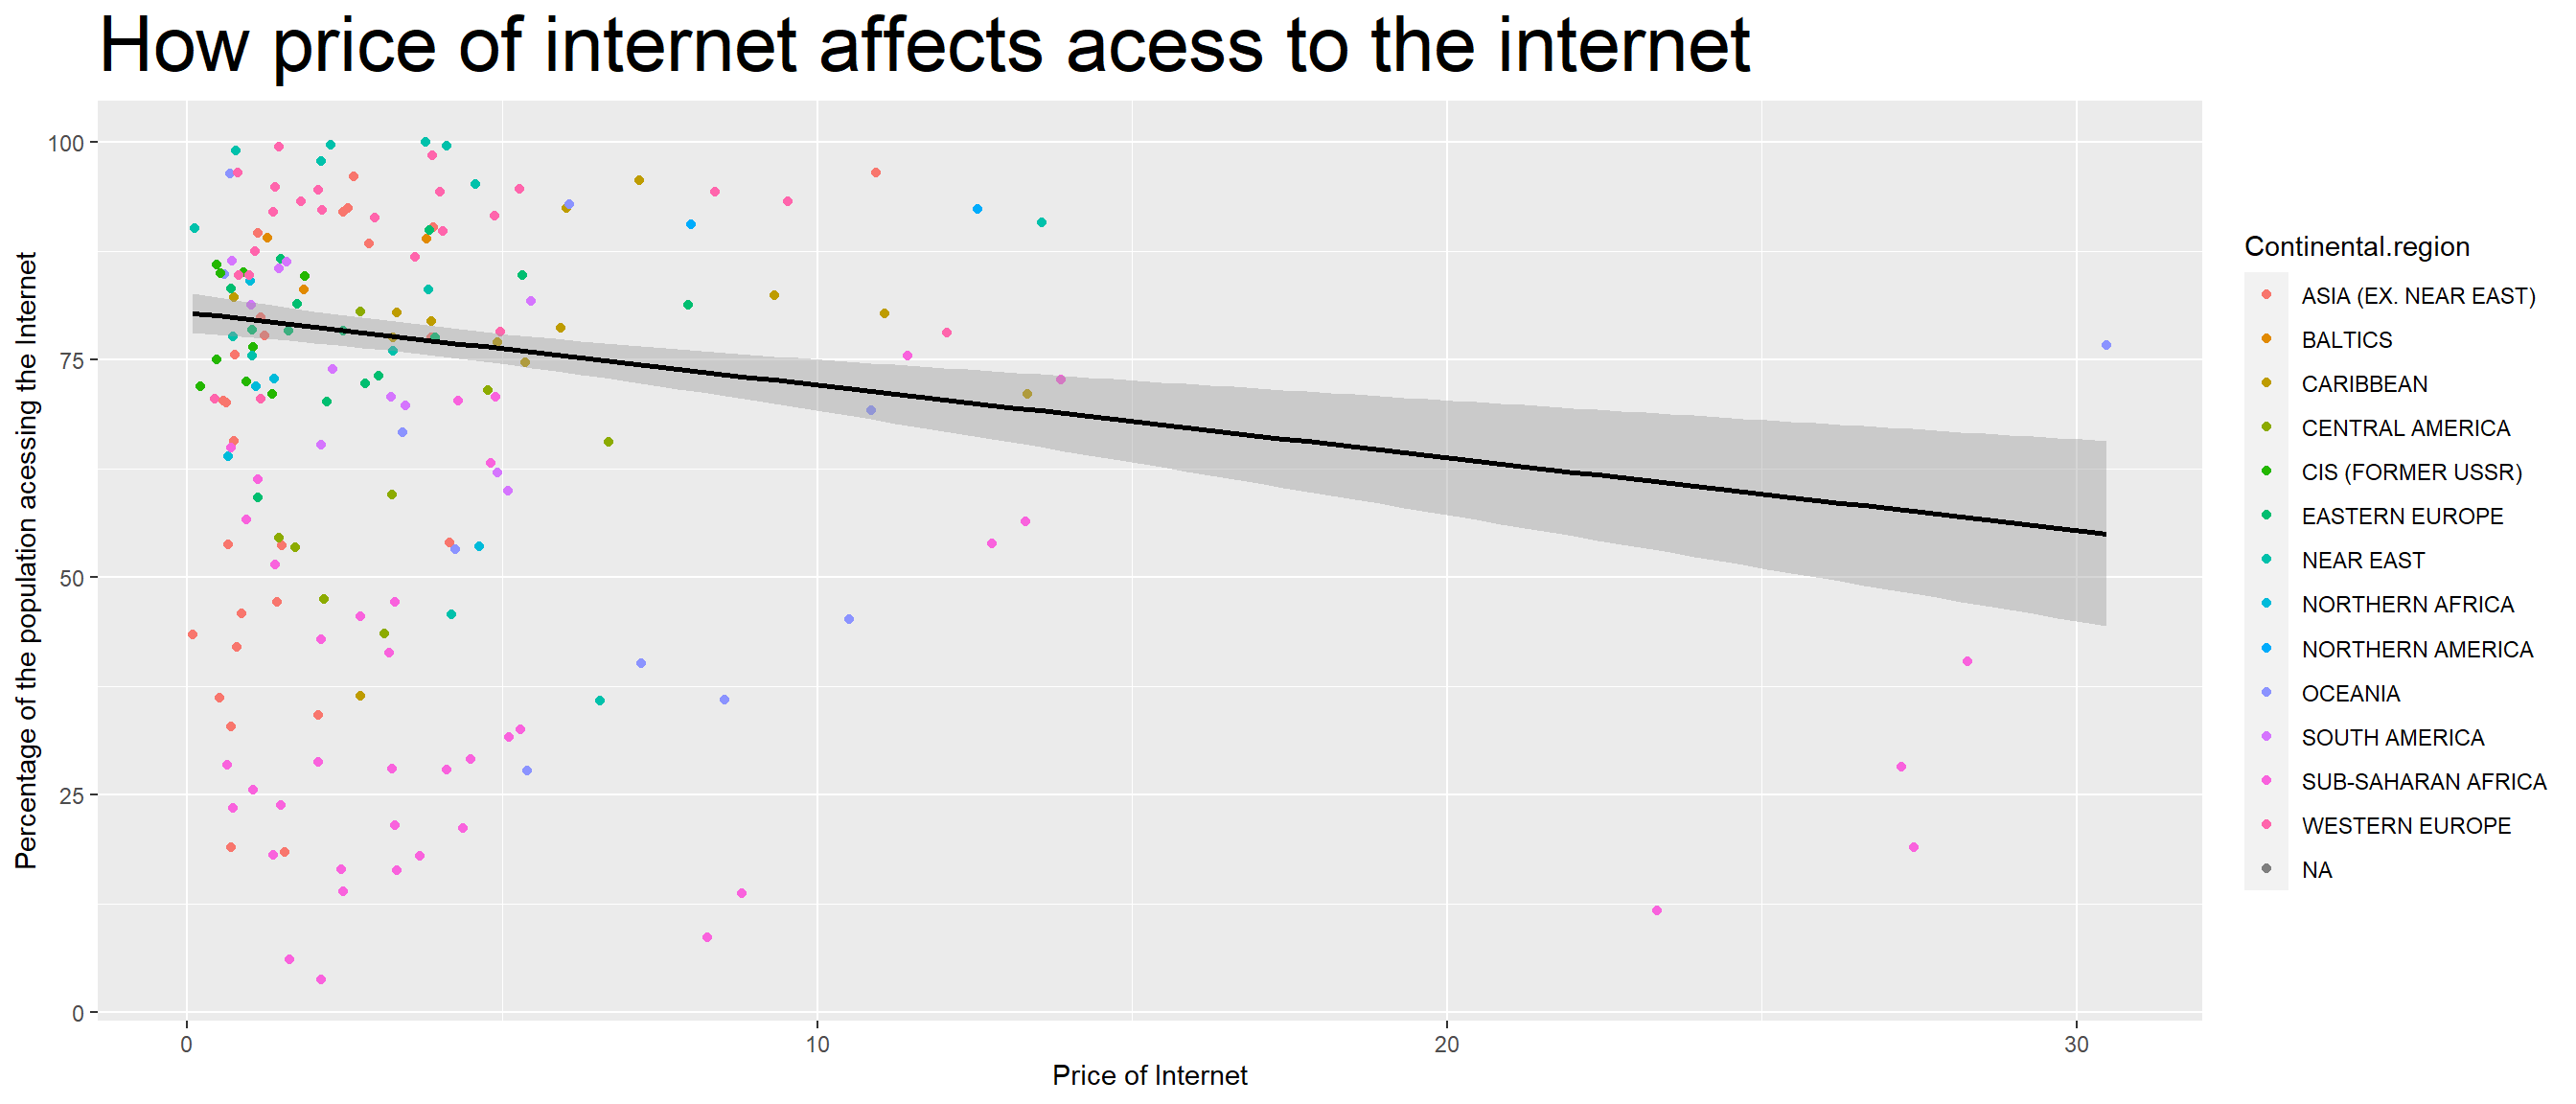 How price of internet affects acess to the internet
Percentage of the population acessing the Internet
100
75
50
25
0
0
10
20
30
Price of Internet
Continental.region
ASIA (EX. NEAR EAST)
BALTICS
CARIBBEAN
CENTRAL AMERICA
CIS (FORMER USSR)
EASTERN EUROPE
NEAR EAST
NORTHERN AFRICA
NORTHERN AMERICA
OCEANIA
SOUTH AMERICA
SUB-SAHARAN AFRICA
WESTERN EUROPE
NA